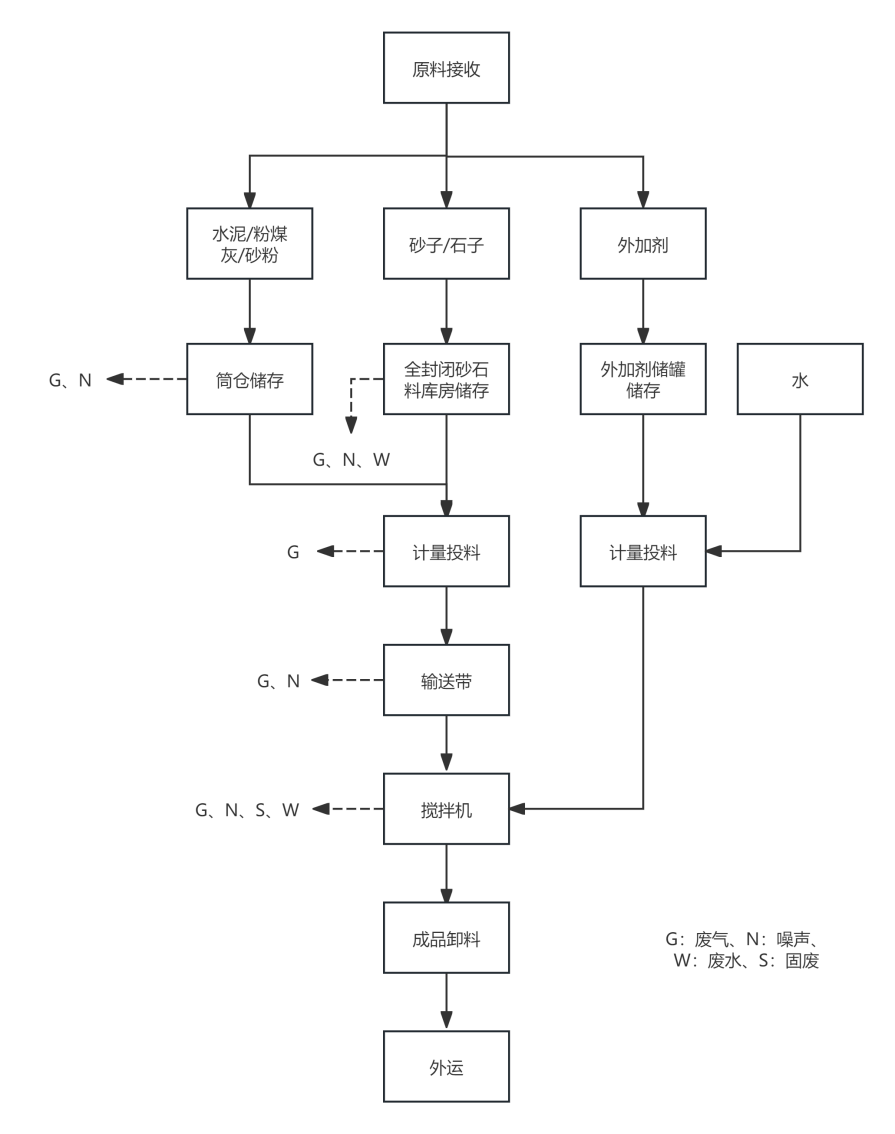 原料接收
水泥/粉煤
灰/砂粉
砂子/石子
外加剂
G、N
筒仓储存
全封闭砂石
料库房储存
外加剂储罐
储存
水
G、N、W
G
计量投料
计量投料
G、N
输送带
G、N、S、W
搅拌机
成品卸料
G：废气、N：噪声、
W：废水、S：固废
外运